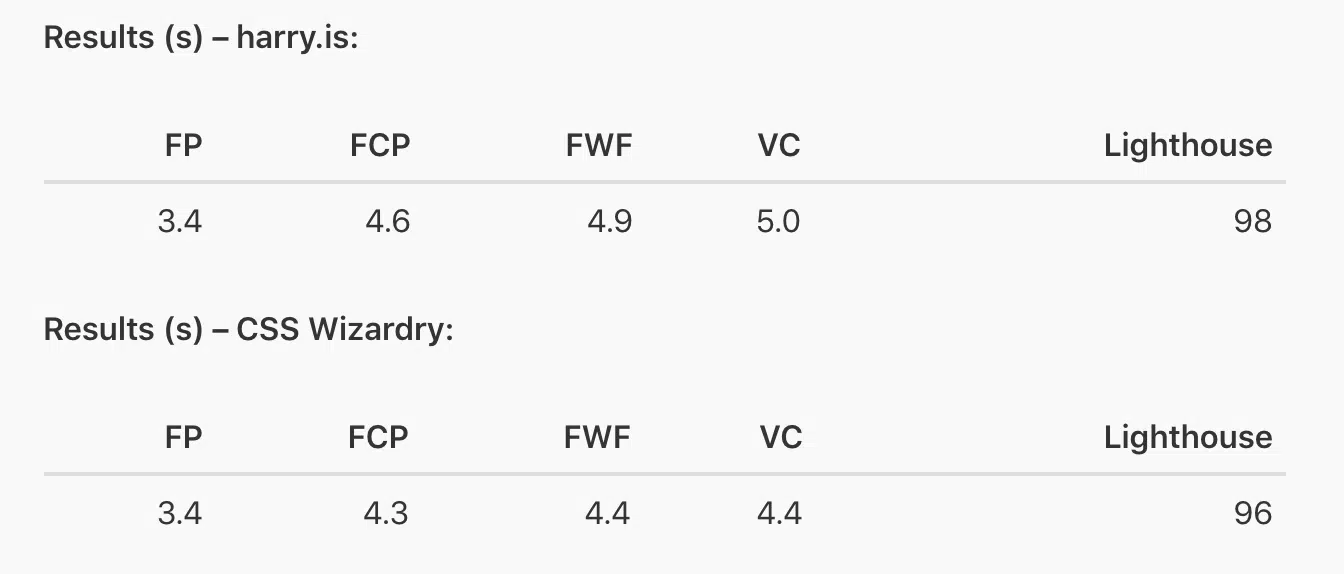 Results (s) – harry.is:
FP FCP FWF VC Lighthouse
3.4 4.6 4.9 5.0 98
Results (s) – CSS Wizardry:
FP FCP FWF VC Lighthouse
3.4 4.3 4.4 4.4 96